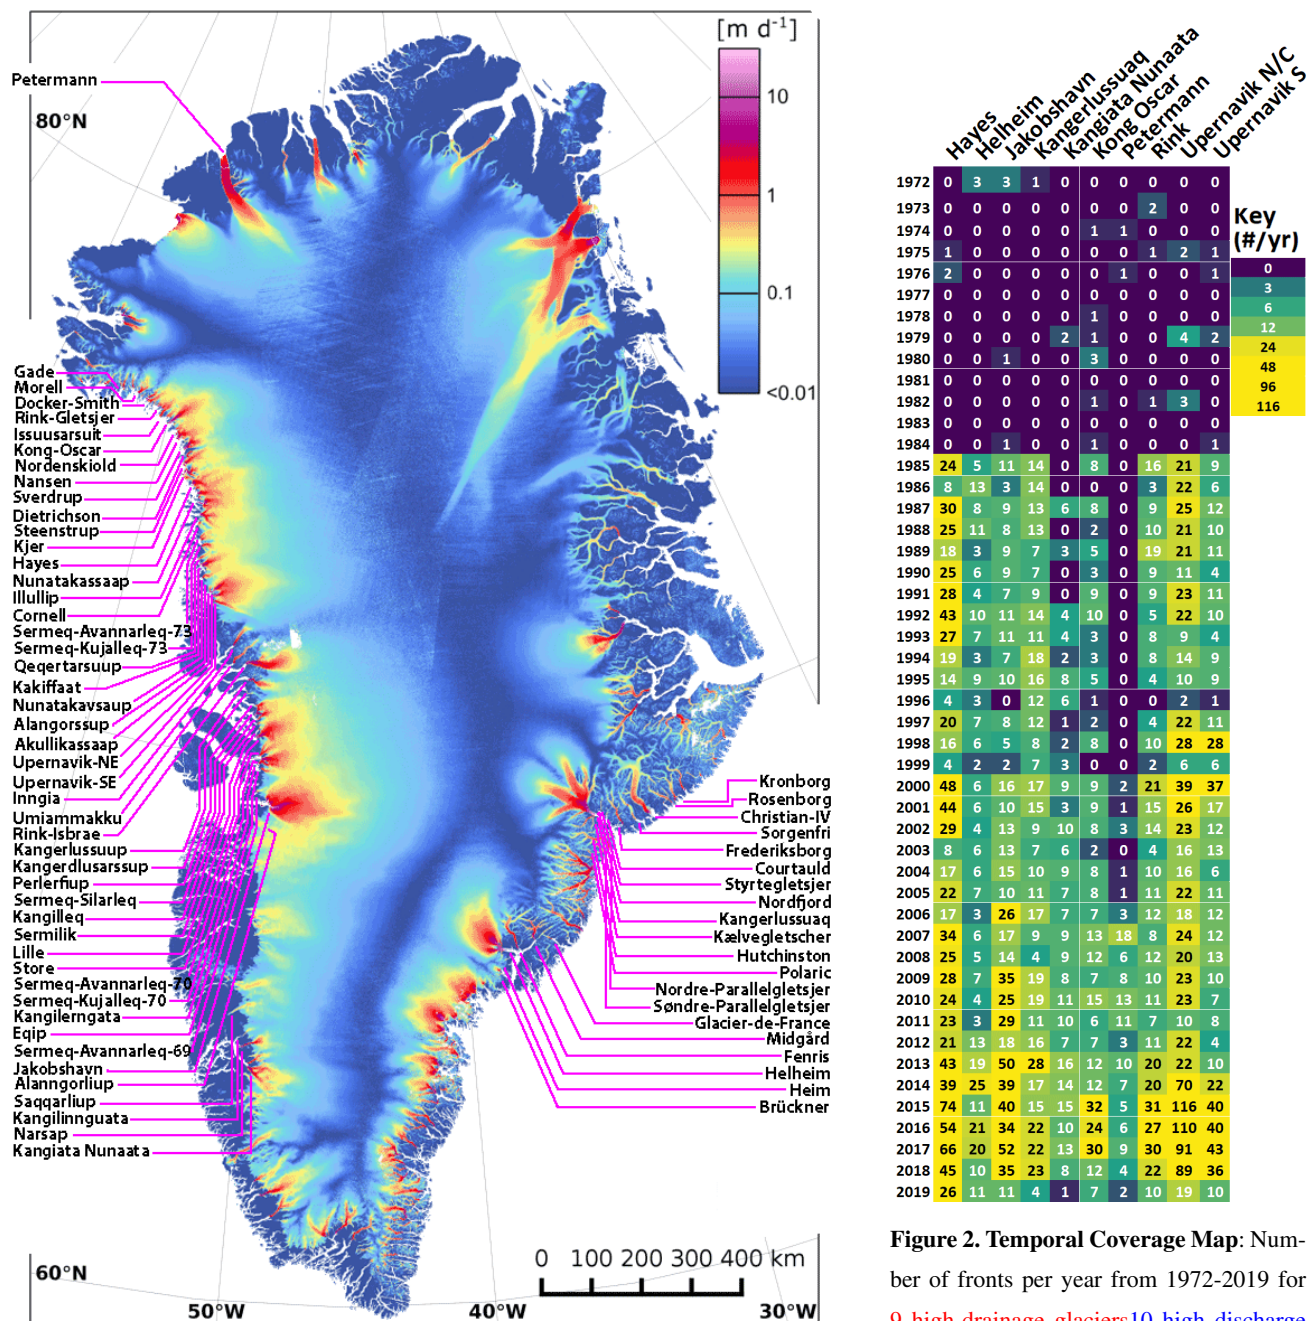 [m d⁻¹]
10
1
0.1
<0.01
80°N
60°N
50°W
40°W
30°W
0 100 200 300 400 km
Petermann
Gade
Morell
Docker-Smith
Rink-Gletsjer
Issuusarsuit
Kong-Oscar
Nordenskiold
Nansen
Sverdrup
Dietrichson
Steenstrup
Kjer
Hayes
Nunatakassaap
Illullip
Cornell
Sermeq-Avannarleq-73
Sermeq-Kujalleq-73
Qeqertarsuup
Kakiffaat
Nunatakavsaup
Alangorssup
Akullikassaap
Upernavik-NE
Upernavik-SE
Inngia
Umiammakku
Rink-Isbrae
Kangerlussuup
Kangerdlusarssup
Perlerfiup
Sermeq-Silarleq
Kangilleq
Sermilik
Lille
Store
Sermeq-Avannarleq-70
Sermeq-Kujalleq-70
Kangilerngata
Eqip
Sermeq-Avannarleq-69
Jakobshavn
Alanngorliup
Saqqarliup
Kangilinnguata
Narsap
Kangiata Nunaata
Kronborg
Rosenborg
Christian-IV
Sorgenfri
Frederiksborg
Courtauld
Styrtegletsjer
Nordfjord
Kangerlussuaq
Kælvegletscher
Hutchinston
Polaric
Nordre-Parallelgletsjer
Søndre-Parallelgletsjer
Glacier-de-France
Midgård
Fenris
Helheim
Heim
Brückner
Hayes
Helheim
Jakobshavn
Kangerlussuaq
Kangiata Nunaata
Kong Oscar
Petermann
Rink
Upernavik N/C
Upernavik S
1972 0 3 3 1 0 0 0 0 0 0
1973 0 0 0 0 0 0 0 2 0 0
1974 0 0 0 0 0 1 1 0 0 0
1975 1 0 0 0 0 0 0 1 2 1
1976 2 0 0 0 0 0 1 0 0 1
1977 0 0 0 0 0 0 0 0 0 0
1978 0 0 0 0 0 1 0 0 0 0
1979 0 0 0 0 2 1 0 0 4 2
1980 0 0 1 0 0 3 0 0 0 0
1981 0 0 0 0 0 0 0 0 0 0
1982 0 0 0 0 0 1 0 1 3 0
1983 0 0 0 0 0 0 0 0 0 0
1984 0 0 1 0 0 1 0 0 0 1
1985 24 5 11 14 0 8 0 16 21 9
1986 8 13 3 14 0 0 0 3 22 6
1987 30 8 9 13 6 8 0 9 25 12
1988 25 11 8 13 0 2 0 10 21 10
1989 18 3 9 7 3 5 0 19 21 11
1990 25 6 9 7 0 3 0 9 11 4
1991 28 4 7 9 0 9 0 9 23 11
1992 43 10 11 14 4 10 0 5 22 10
1993 27 7 11 11 4 3 0 8 9 4
1994 19 3 7 18 2 3 0 8 14 9
1995 14 9 10 16 8 5 0 4 10 9
1996 4 3 0 12 6 1 0 0 2 1
1997 20 7 8 12 1 2 0 4 22 11
1998 16 6 5 8 2 8 0 10 28 28
1999 4 2 2 7 3 0 0 2 6 6
2000 48 6 16 17 9 9 2 21 39 37
2001 44 6 10 15 3 9 1 15 26 17
2002 29 4 13 9 10 8 3 14 23 12
2003 8 6 13 7 6 2 0 4 16 13
2004 17 6 15 10 9 8 1 10 16 6
2005 22 7 10 11 7 8 1 11 22 11
2006 17 3 26 17 7 7 3 12 18 12
2007 34 6 17 9 9 13 18 8 24 12
2008 25 5 14 4 9 12 6 12 20 13
2009 28 7 35 19 8 7 8 10 23 10
2010 24 4 25 19 11 15 13 11 23 7
2011 23 3 29 11 10 6 11 7 10 8
2012 21 13 18 16 7 7 3 11 22 4
2013 43 19 50 28 16 12 10 20 22 10
2014 39 25 39 17 14 12 7 20 70 22
2015 74 11 40 15 15 32 5 31 116 40
2016 54 21 34 22 10 24 6 27 110 40
2017 66 20 52 22 13 30 9 30 91 43
2018 45 10 35 23 8 12 4 22 89 36
2019 26 11 11 4 1 7 2 10 19 10
Key
(#/yr)
0
3
6
12
24
48
96
116
Figure 2. Temporal Coverage Map: Num-
ber of fronts per year from 1972-2019 for
9 high-drainage glaciers10 high discharge